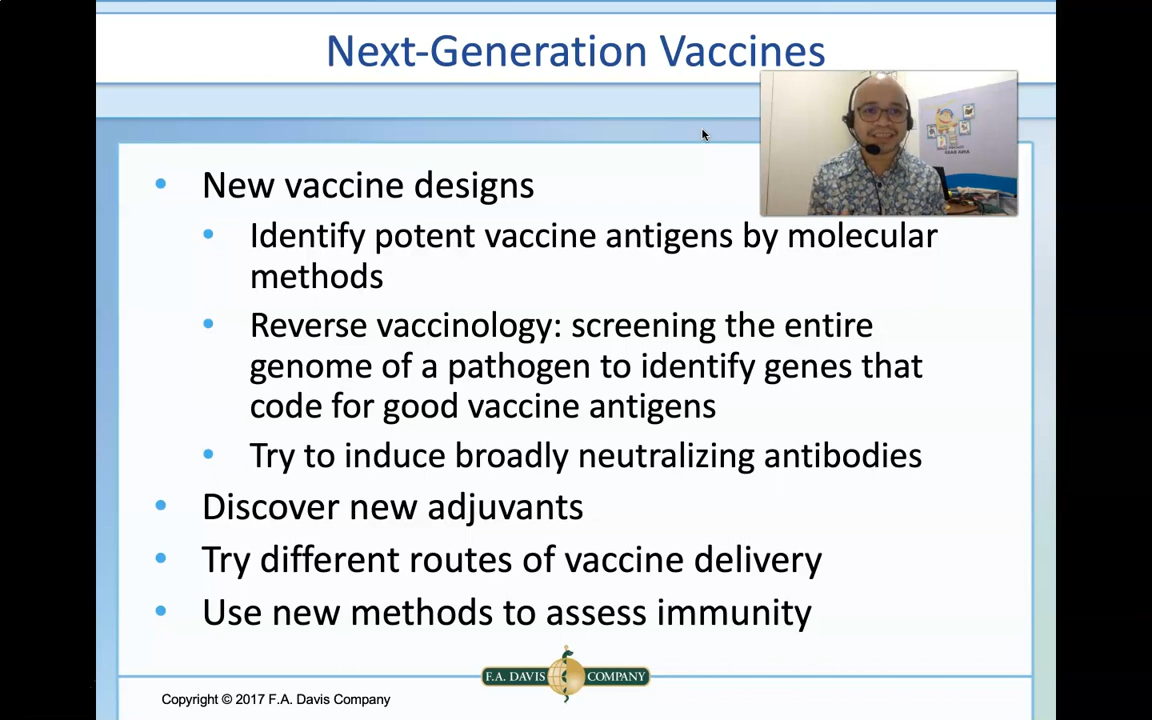 Next-Generation Vaccines
• New vaccine designs
• Identify potent vaccine antigens by molecular
methods
• Reverse vaccinology: screening the entire
genome of a pathogen to identify genes that
code for good vaccine antigens
• Try to induce broadly neutralizing antibodies
• Discover new adjuvants
• Try different routes of vaccine delivery
• Use new methods to assess immunity
F.A. DAVIS COMPANY
Copyright © 2017 F.A. Davis Company